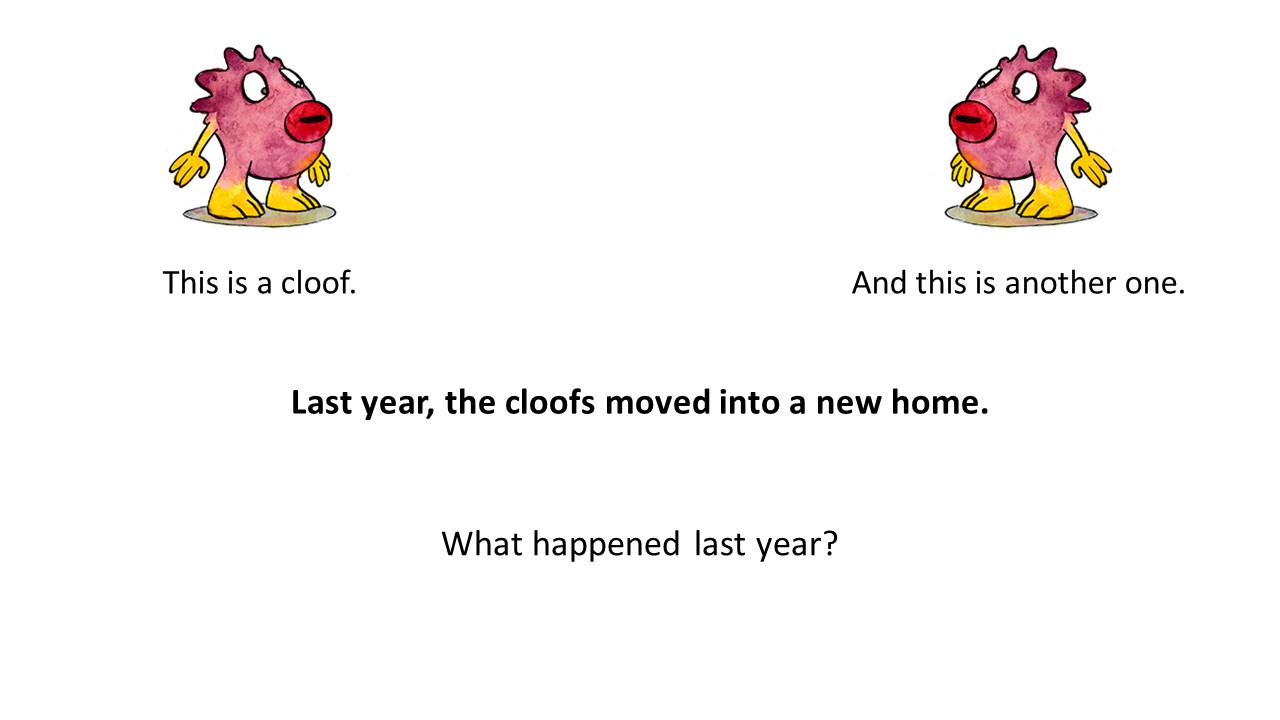 This is a cloof.
And this is another one.
Last year, the cloofs moved into a new home.
What happened last year?